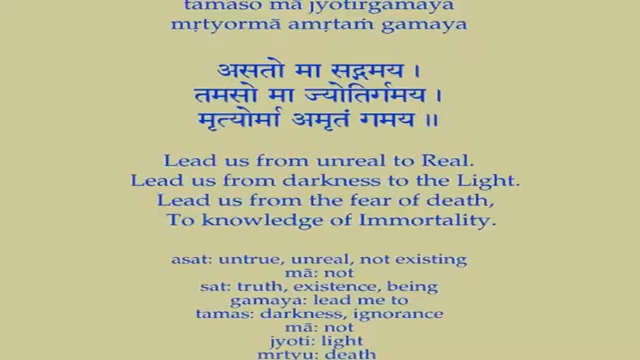 tamaso mā jyotirgamaya
mṛtyormā amṛtaṁ gamaya
असतो मा सद्गमय ।
तमसो मा ज्योतिर्गमय ।
मृत्योर्मा अमृतं गमय ॥
Lead us from unreal to Real.
Lead us from darkness to the Light.
Lead us from the fear of death,
To knowledge of Immortality.
asat: untrue, unreal, not existing
mā: not
sat: truth, existence, being
gamaya: lead me to
tamas: darkness, ignorance
mā: not
jyoti: light
mrtyu: death